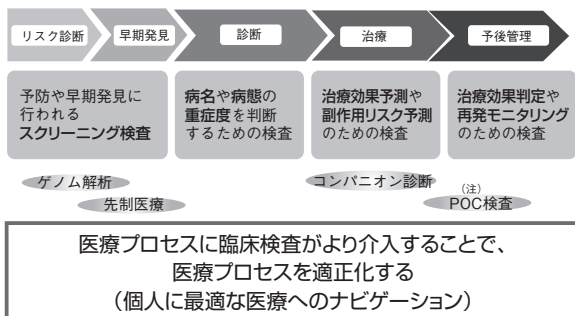 リスク診断 早期発見 診断 治療 予後管理
予防や早期発見に
行われる
スクリーニング検査
病名や病態の
重症度を判断
するための検査
治療効果予測や
副作用リスク予測
のための検査
治療効果判定や
再発モニタリング
のための検査
ゲノム解析
先制医療
コンパニオン診断
(注)
POC検査
医療プロセスに臨床検査がより介入することで、
医療プロセスを適正化する
(個人に最適な医療へのナビゲーション)